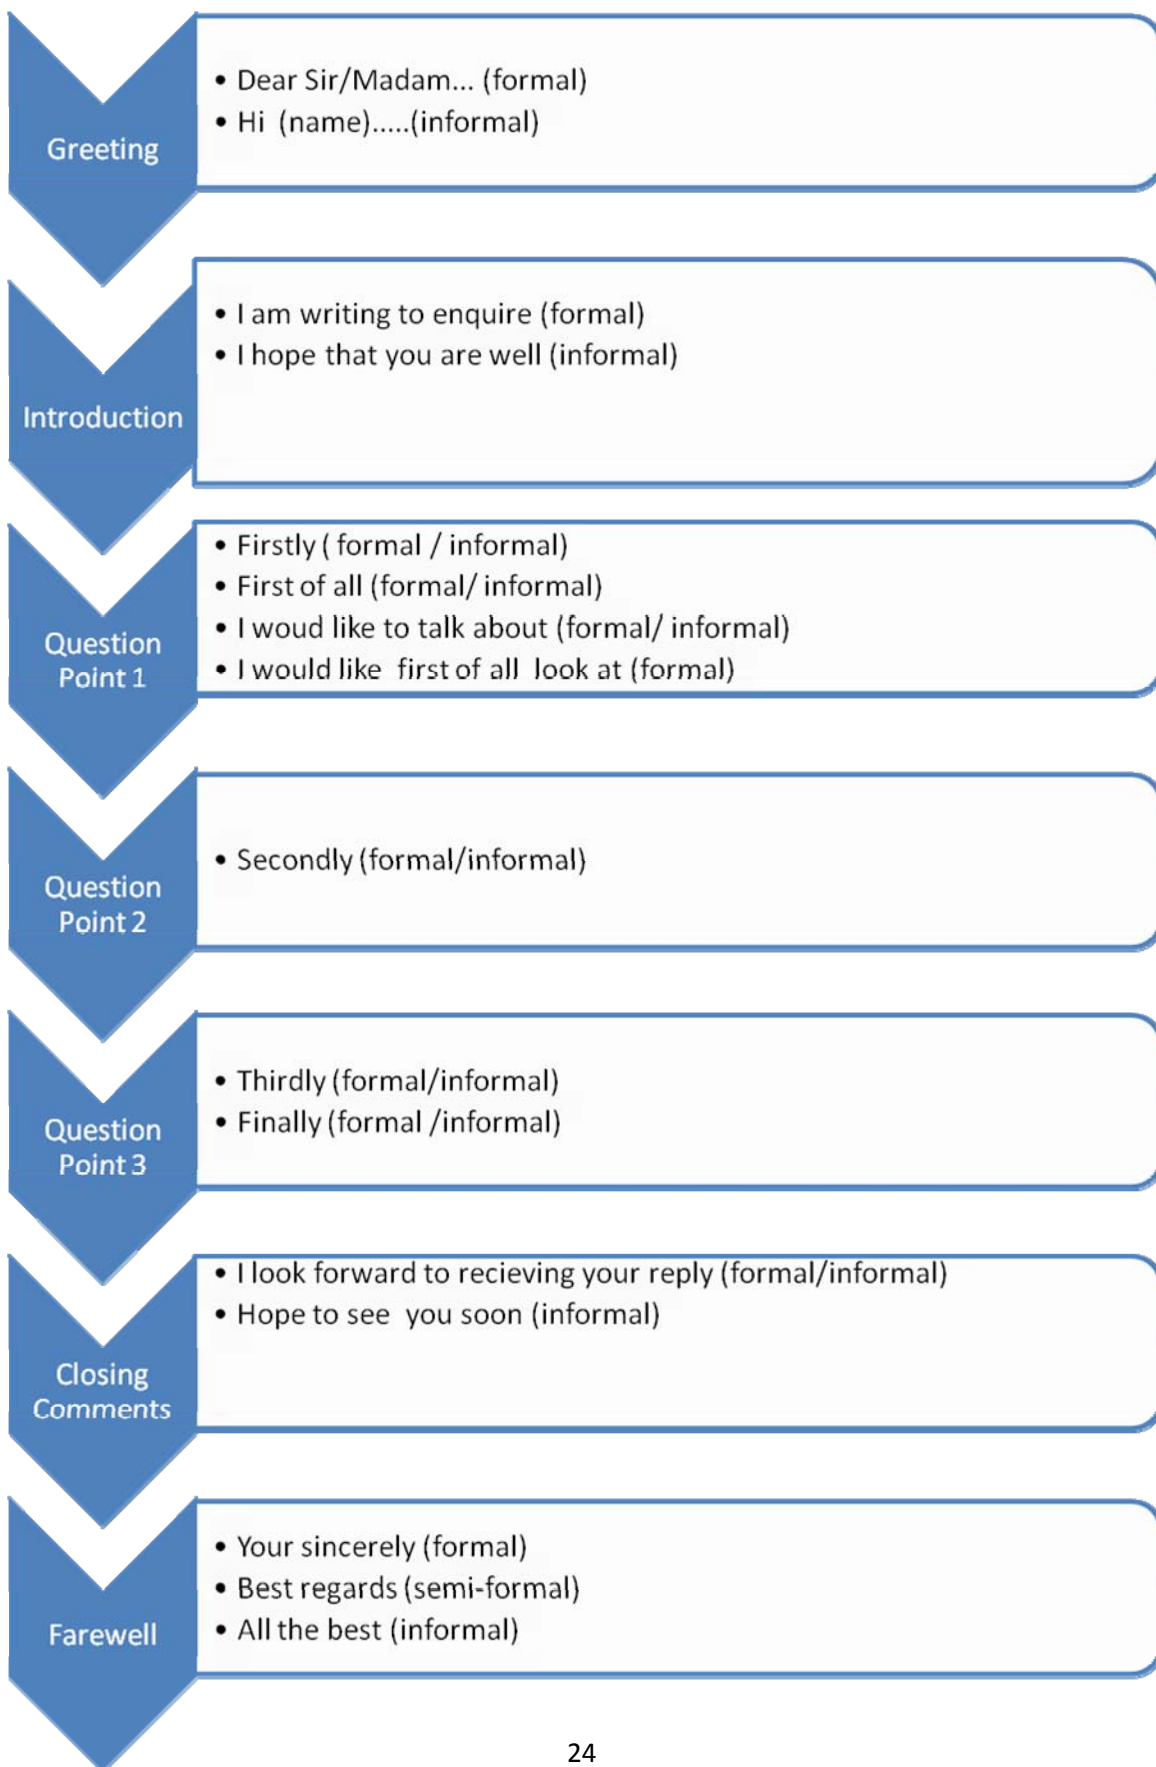 Greeting
• Dear Sir/Madam... (formal)
• Hi (name).....(informal)
Introduction
• I am writing to enquire (formal)
• I hope that you are well (informal)
Question
Point 1
• Firstly ( formal / informal)
• First of all (formal/ informal)
• I woud like to talk about (formal/ informal)
• I would like first of all look at (formal)
Question
Point 2
• Secondly (formal/informal)
Question
Point 3
• Thirdly (formal/informal)
• Finally (formal /informal)
Closing
Comments
• I look forward to recieving your reply (formal/informal)
• Hope to see you soon (informal)
Farewell
• Your sincerely (formal)
• Best regards (semi-formal)
• All the best (informal)
24